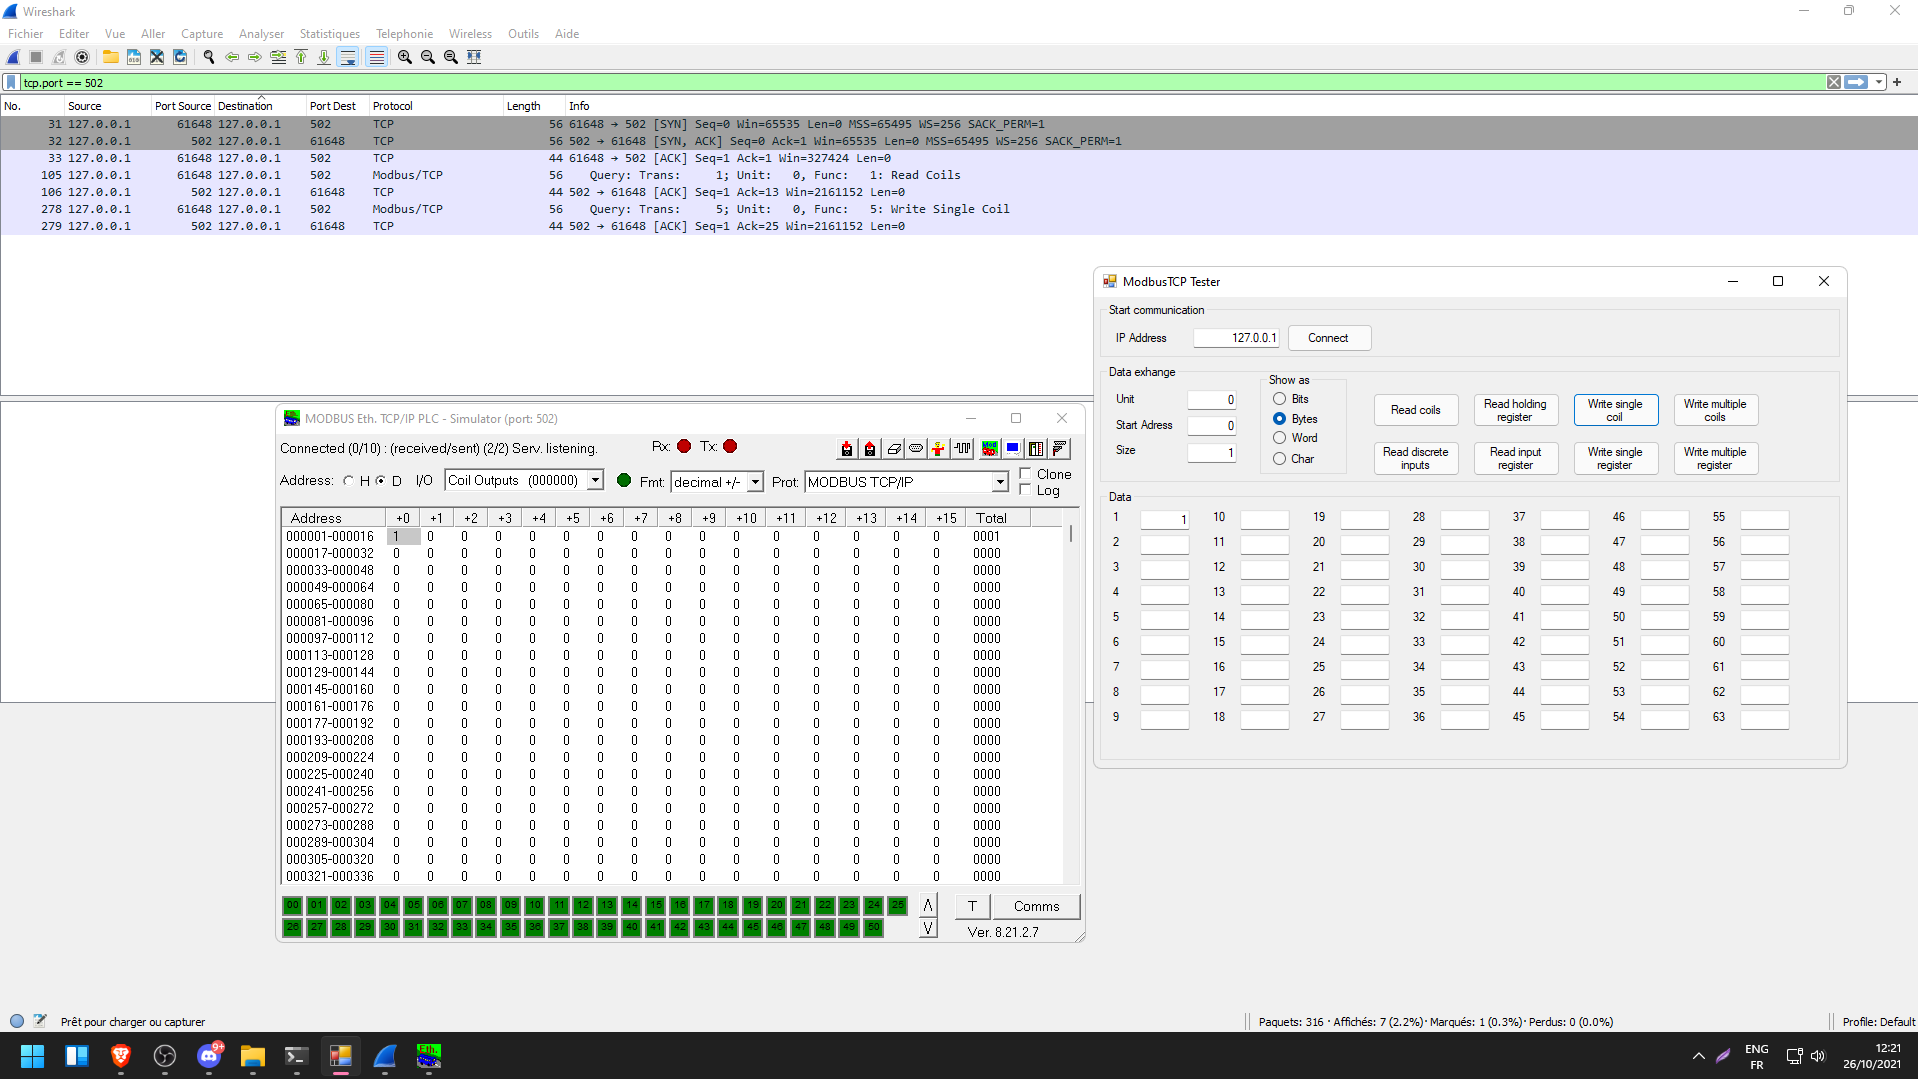 Wireshark
Fichier Editer Vue Aller Capture Analyser Statistiques Telephonie Wireless Outils Aide
tcp.port == 502
No. Source Port Source Destination Port Dest Protocol Length Info
31 127.0.0.1 61648 127.0.0.1 502 TCP 56 61648 → 502 [SYN] Seq=0 Win=65535 Len=0 MSS=65495 WS=256 SACK_PERM=1
32 127.0.0.1 502 127.0.0.1 61648 TCP 56 502 → 61648 [SYN, ACK] Seq=0 Ack=1 Win=65535 Len=0 MSS=65495 WS=256 SACK_PERM=1
33 127.0.0.1 61648 127.0.0.1 502 TCP 44 61648 → 502 [ACK] Seq=1 Ack=1 Win=327424 Len=0
105 127.0.0.1 61648 127.0.0.1 502 Modbus/TCP 56 Query: Trans: 1; Unit: 0, Func: 1: Read Coils
106 127.0.0.1 502 127.0.0.1 61648 TCP 44 502 → 61648 [ACK] Seq=1 Ack=13 Win=2161152 Len=0
278 127.0.0.1 61648 127.0.0.1 502 Modbus/TCP 56 Query: Trans: 5; Unit: 0, Func: 5: Write Single Coil
279 127.0.0.1 502 127.0.0.1 61648 TCP 44 502 → 61648 [ACK] Seq=1 Ack=25 Win=2161152 Len=0
MODBUS Eth. TCP/IP PLC - Simulator (port: 502)
Connected (0/10) : (received/sent) (2/2) Serv. listening. Rx: Tx:
Address: H D I/O Coil Outputs (000000) Fmt: decimal +/- Prot: MODBUS TCP/IP Clone
Log
Address +0 +1 +2 +3 +4 +5 +6 +7 +8 +9 +10 +11 +12 +13 +14 +15 Total
000001-000016 1 0 0 0 0 0 0 0 0 0 0 0 0 0 0 0 0001
000017-000032 0 0 0 0 0 0 0 0 0 0 0 0 0 0 0 0 0000
000033-000048 0 0 0 0 0 0 0 0 0 0 0 0 0 0 0 0 0000
000049-000064 0 0 0 0 0 0 0 0 0 0 0 0 0 0 0 0 0000
000065-000080 0 0 0 0 0 0 0 0 0 0 0 0 0 0 0 0 0000
000081-000096 0 0 0 0 0 0 0 0 0 0 0 0 0 0 0 0 0000
000097-000112 0 0 0 0 0 0 0 0 0 0 0 0 0 0 0 0 0000
000113-000128 0 0 0 0 0 0 0 0 0 0 0 0 0 0 0 0 0000
000129-000144 0 0 0 0 0 0 0 0 0 0 0 0 0 0 0 0 0000
000145-000160 0 0 0 0 0 0 0 0 0 0 0 0 0 0 0 0 0000
000161-000176 0 0 0 0 0 0 0 0 0 0 0 0 0 0 0 0 0000
000177-000192 0 0 0 0 0 0 0 0 0 0 0 0 0 0 0 0 0000
000193-000208 0 0 0 0 0 0 0 0 0 0 0 0 0 0 0 0 0000
000209-000224 0 0 0 0 0 0 0 0 0 0 0 0 0 0 0 0 0000
000225-000240 0 0 0 0 0 0 0 0 0 0 0 0 0 0 0 0 0000
000241-000256 0 0 0 0 0 0 0 0 0 0 0 0 0 0 0 0 0000
000257-000272 0 0 0 0 0 0 0 0 0 0 0 0 0 0 0 0 0000
000273-000288 0 0 0 0 0 0 0 0 0 0 0 0 0 0 0 0 0000
000289-000304 0 0 0 0 0 0 0 0 0 0 0 0 0 0 0 0 0000
000305-000320 0 0 0 0 0 0 0 0 0 0 0 0 0 0 0 0 0000
000321-000336 0 0 0 0 0 0 0 0 0 0 0 0 0 0 0 0 0000
00 01 02 03 04 05 06 07 08 09 10 11 12 13 14 15 16 17 18 19 20 21 22 23 24 25 T Comms
26 27 28 29 30 31 32 33 34 35 36 37 38 39 40 41 42 43 44 45 46 47 48 49 50 Ver. 8.21.2.7
ModbusTCP Tester
Start communication
IP Address 127.0.0.1 Connect
Data exhange
Unit 0
Start Adress 0
Size 1
Show as
Bits
Bytes
Word
Char
Read coils
Read holding
register
Write single
coil
Write multiple
coils
Read discrete
inputs
Read input
register
Write single
register
Write multiple
register
Data
1 1 10 19 28 37 46 55
2 11 20 29 38 47 56
3 12 21 30 39 48 57
4 13 22 31 40 49 58
5 14 23 32 41 50 59
6 15 24 33 42 51 60
7 16 25 34 43 52 61
8 17 26 35 44 53 62
9 18 27 36 45 54 63
Prêt pour charger ou capturer Paquets: 316 · Affichés: 7 (2.2%) · Marqués: 1 (0.3%) · Perdus: 0 (0.0%) Profile: Default
9+
Eth.
ENG
FR
12:21
26/10/2021